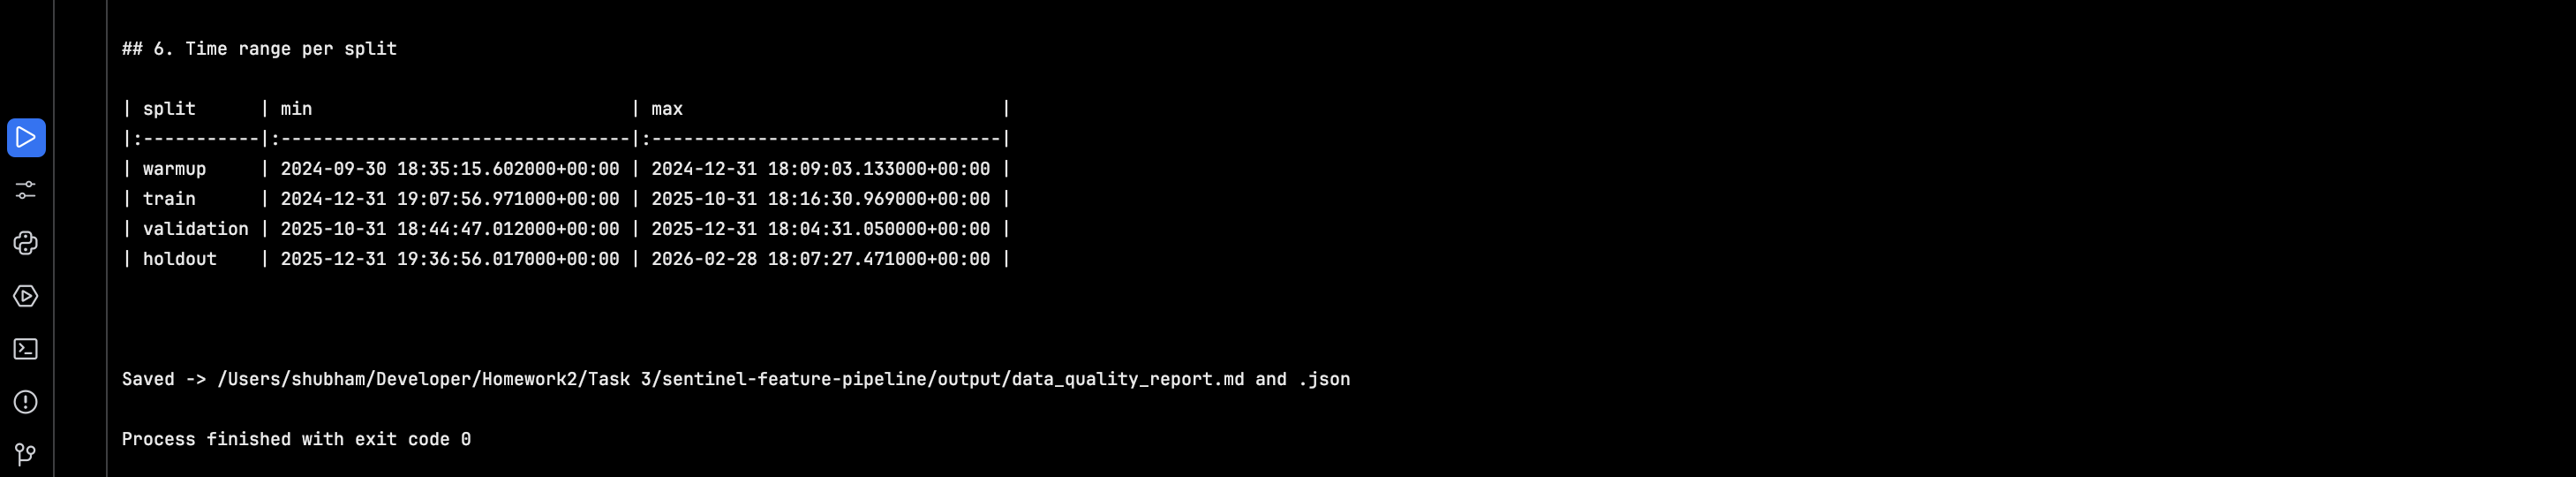 ## 6. Time range per split
| split      | min                              | max                              |
|:-----------|:---------------------------------|:---------------------------------|
| warmup     | 2024-09-30 18:35:15.602000+00:00 | 2024-12-31 18:09:03.133000+00:00 |
| train      | 2024-12-31 19:07:56.971000+00:00 | 2025-10-31 18:16:30.969000+00:00 |
| validation | 2025-10-31 18:44:47.012000+00:00 | 2025-12-31 18:04:31.050000+00:00 |
| holdout    | 2025-12-31 19:36:56.017000+00:00 | 2026-02-28 18:07:27.471000+00:00 |
Saved -> /Users/shubham/Developer/Homework2/Task 3/sentinel-feature-pipeline/output/data_quality_report.md and .json
Process finished with exit code 0